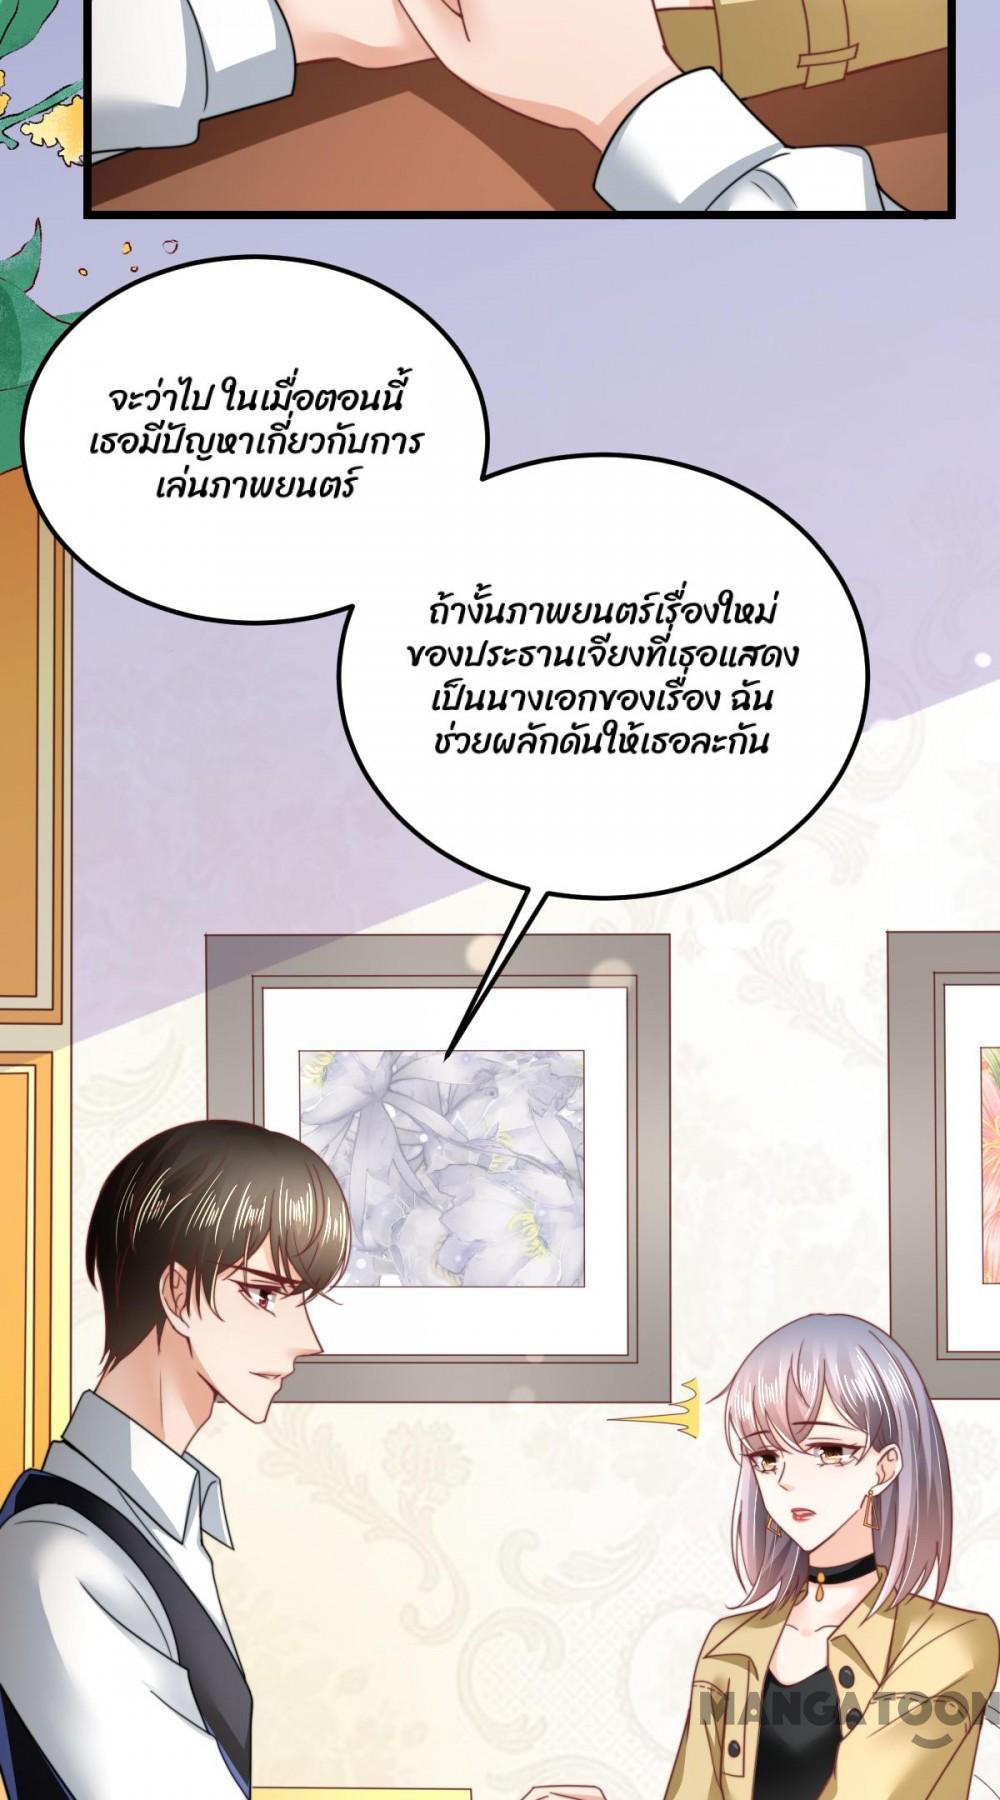 จะว่าไป ในเมื่อตอนนี้
เธอมีปัญหาเกี่ยวกับการ
เล่นภาพยนตร์
ถ้างั้นภาพยนตร์เรื่องใหม่
ของประธานเจียงที่เธอแสดง
เป็นนางเอกของเรื่อง ฉัน
ช่วยผลักดันให้เธอละกัน
MANGATOON